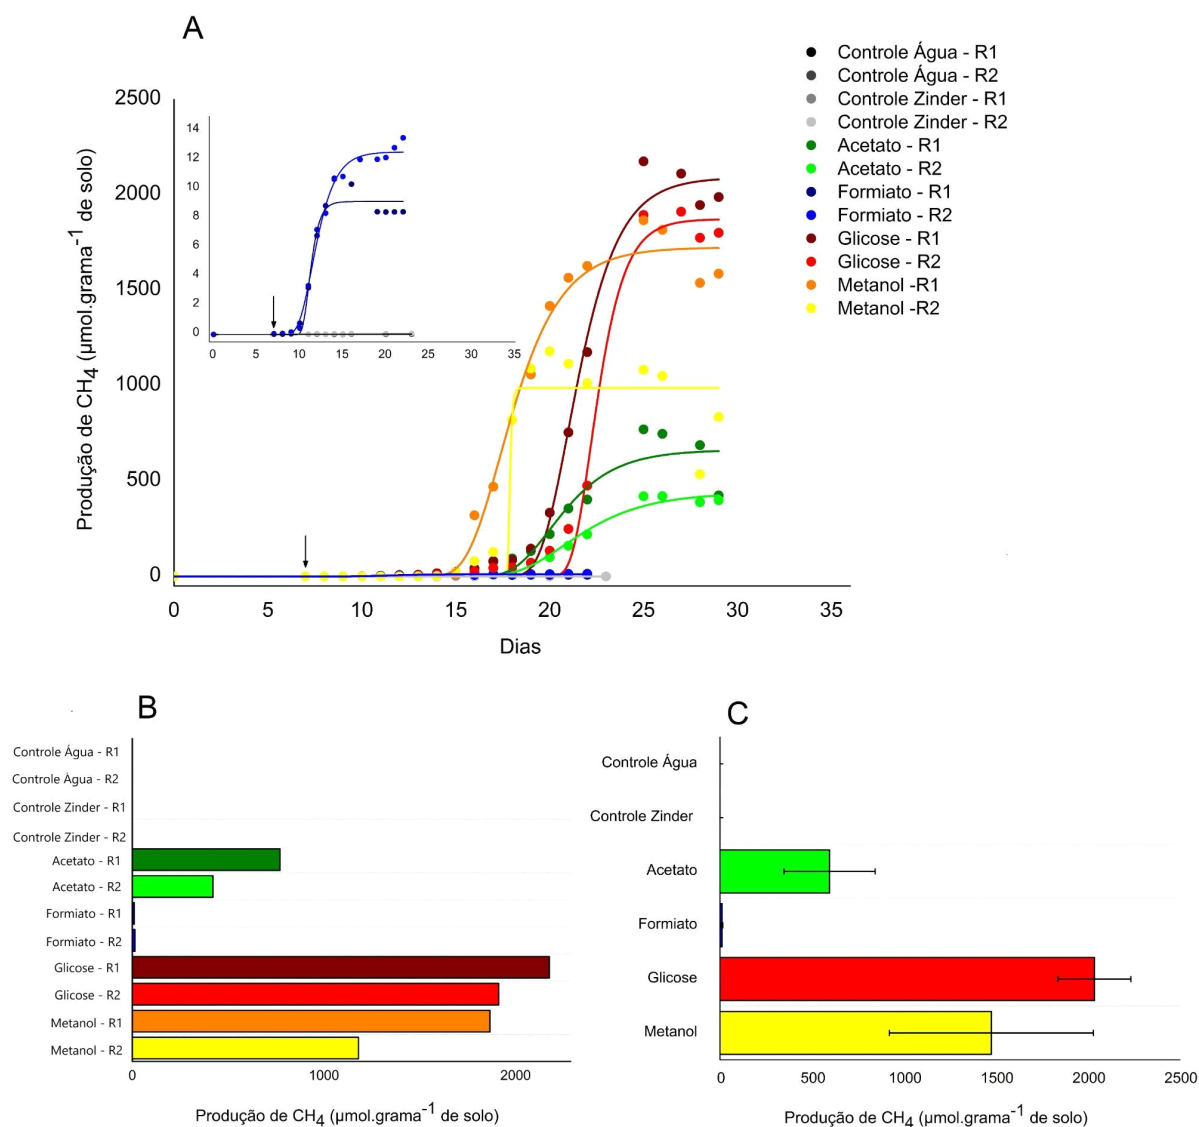 A
Controle Água - R1
Controle Água - R2
Controle Zinder - R1
Controle Zinder - R2
Acetato - R1
Acetato - R2
Formiato - R1
Formiato - R2
Glicose - R1
Glicose - R2
Metanol - R1
Metanol -R2
Produção de CH4 (µmol.grama-1 de solo)
2500
2000
1500
1000
500
0
14
12
10
8
6
4
2
0
0 5 10 15 20 25 30 35
0 5 10 15 20 25 30 35
Dias
B
Controle Água - R1
Controle Água - R2
Controle Zinder - R1
Controle Zinder - R2
Acetato - R1
Acetato - R2
Formiato - R1
Formiato - R2
Glicose - R1
Glicose - R2
Metanol - R1
Metanol - R2
0 1000 2000
Produção de CH4 (µmol.grama-1 de solo)
C
Controle Água
Controle Zinder
Acetato
Formiato
Glicose
Metanol
0 500 1000 1500 2000 2500
Produção de CH4 (µmol.grama-1 de solo)